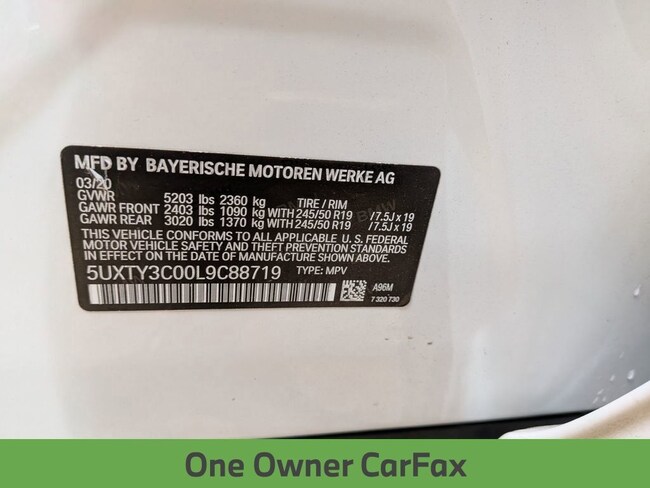 MFD BY BAYERISCHE MOTOREN WERKE AG
03/20
GVWR 5203 lbs 2360 kg TIRE / RIM
GAWR FRONT 2403 lbs 1090 kg WITH 245/50 R19 /7.5J x 19
GAWR REAR 3020 lbs 1370 kg WITH 245/50 R19 /7.5J x 19
THIS VEHICLE CONFORMS TO ALL APPLICABLE U. S. FEDERAL
MOTOR VEHICLE SAFETY AND THEFT PREVENTION STANDARDS
IN EFFECT ON THE DATE OF MANUFACTURE SHOWN ABOVE.
5UXTY3C00L9C88719 TYPE: MPV
A96M
7 320 730
One Owner CarFax